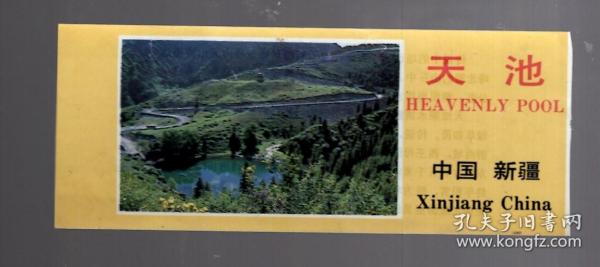 天池
HEAVENLY POOL
中国 新疆
Xinjiang China
孔夫子旧书网
www.kongfz.com